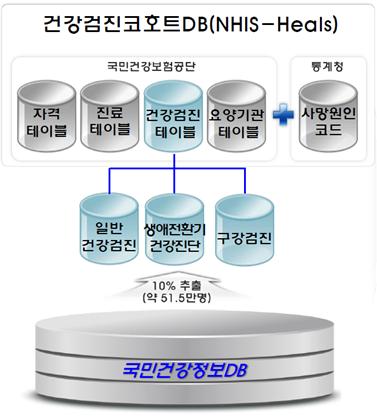 건강검진코호트DB(NHIS-Heals)
국민건강보험공단
통계청
자격
테이블
진료
테이블
건강검진
테이블
요양기관
테이블
사망원인
코드
일반
건강검진
생애전환기
건강진단
구강검진
10% 추출
(약 51.5만명)
국민건강정보DB